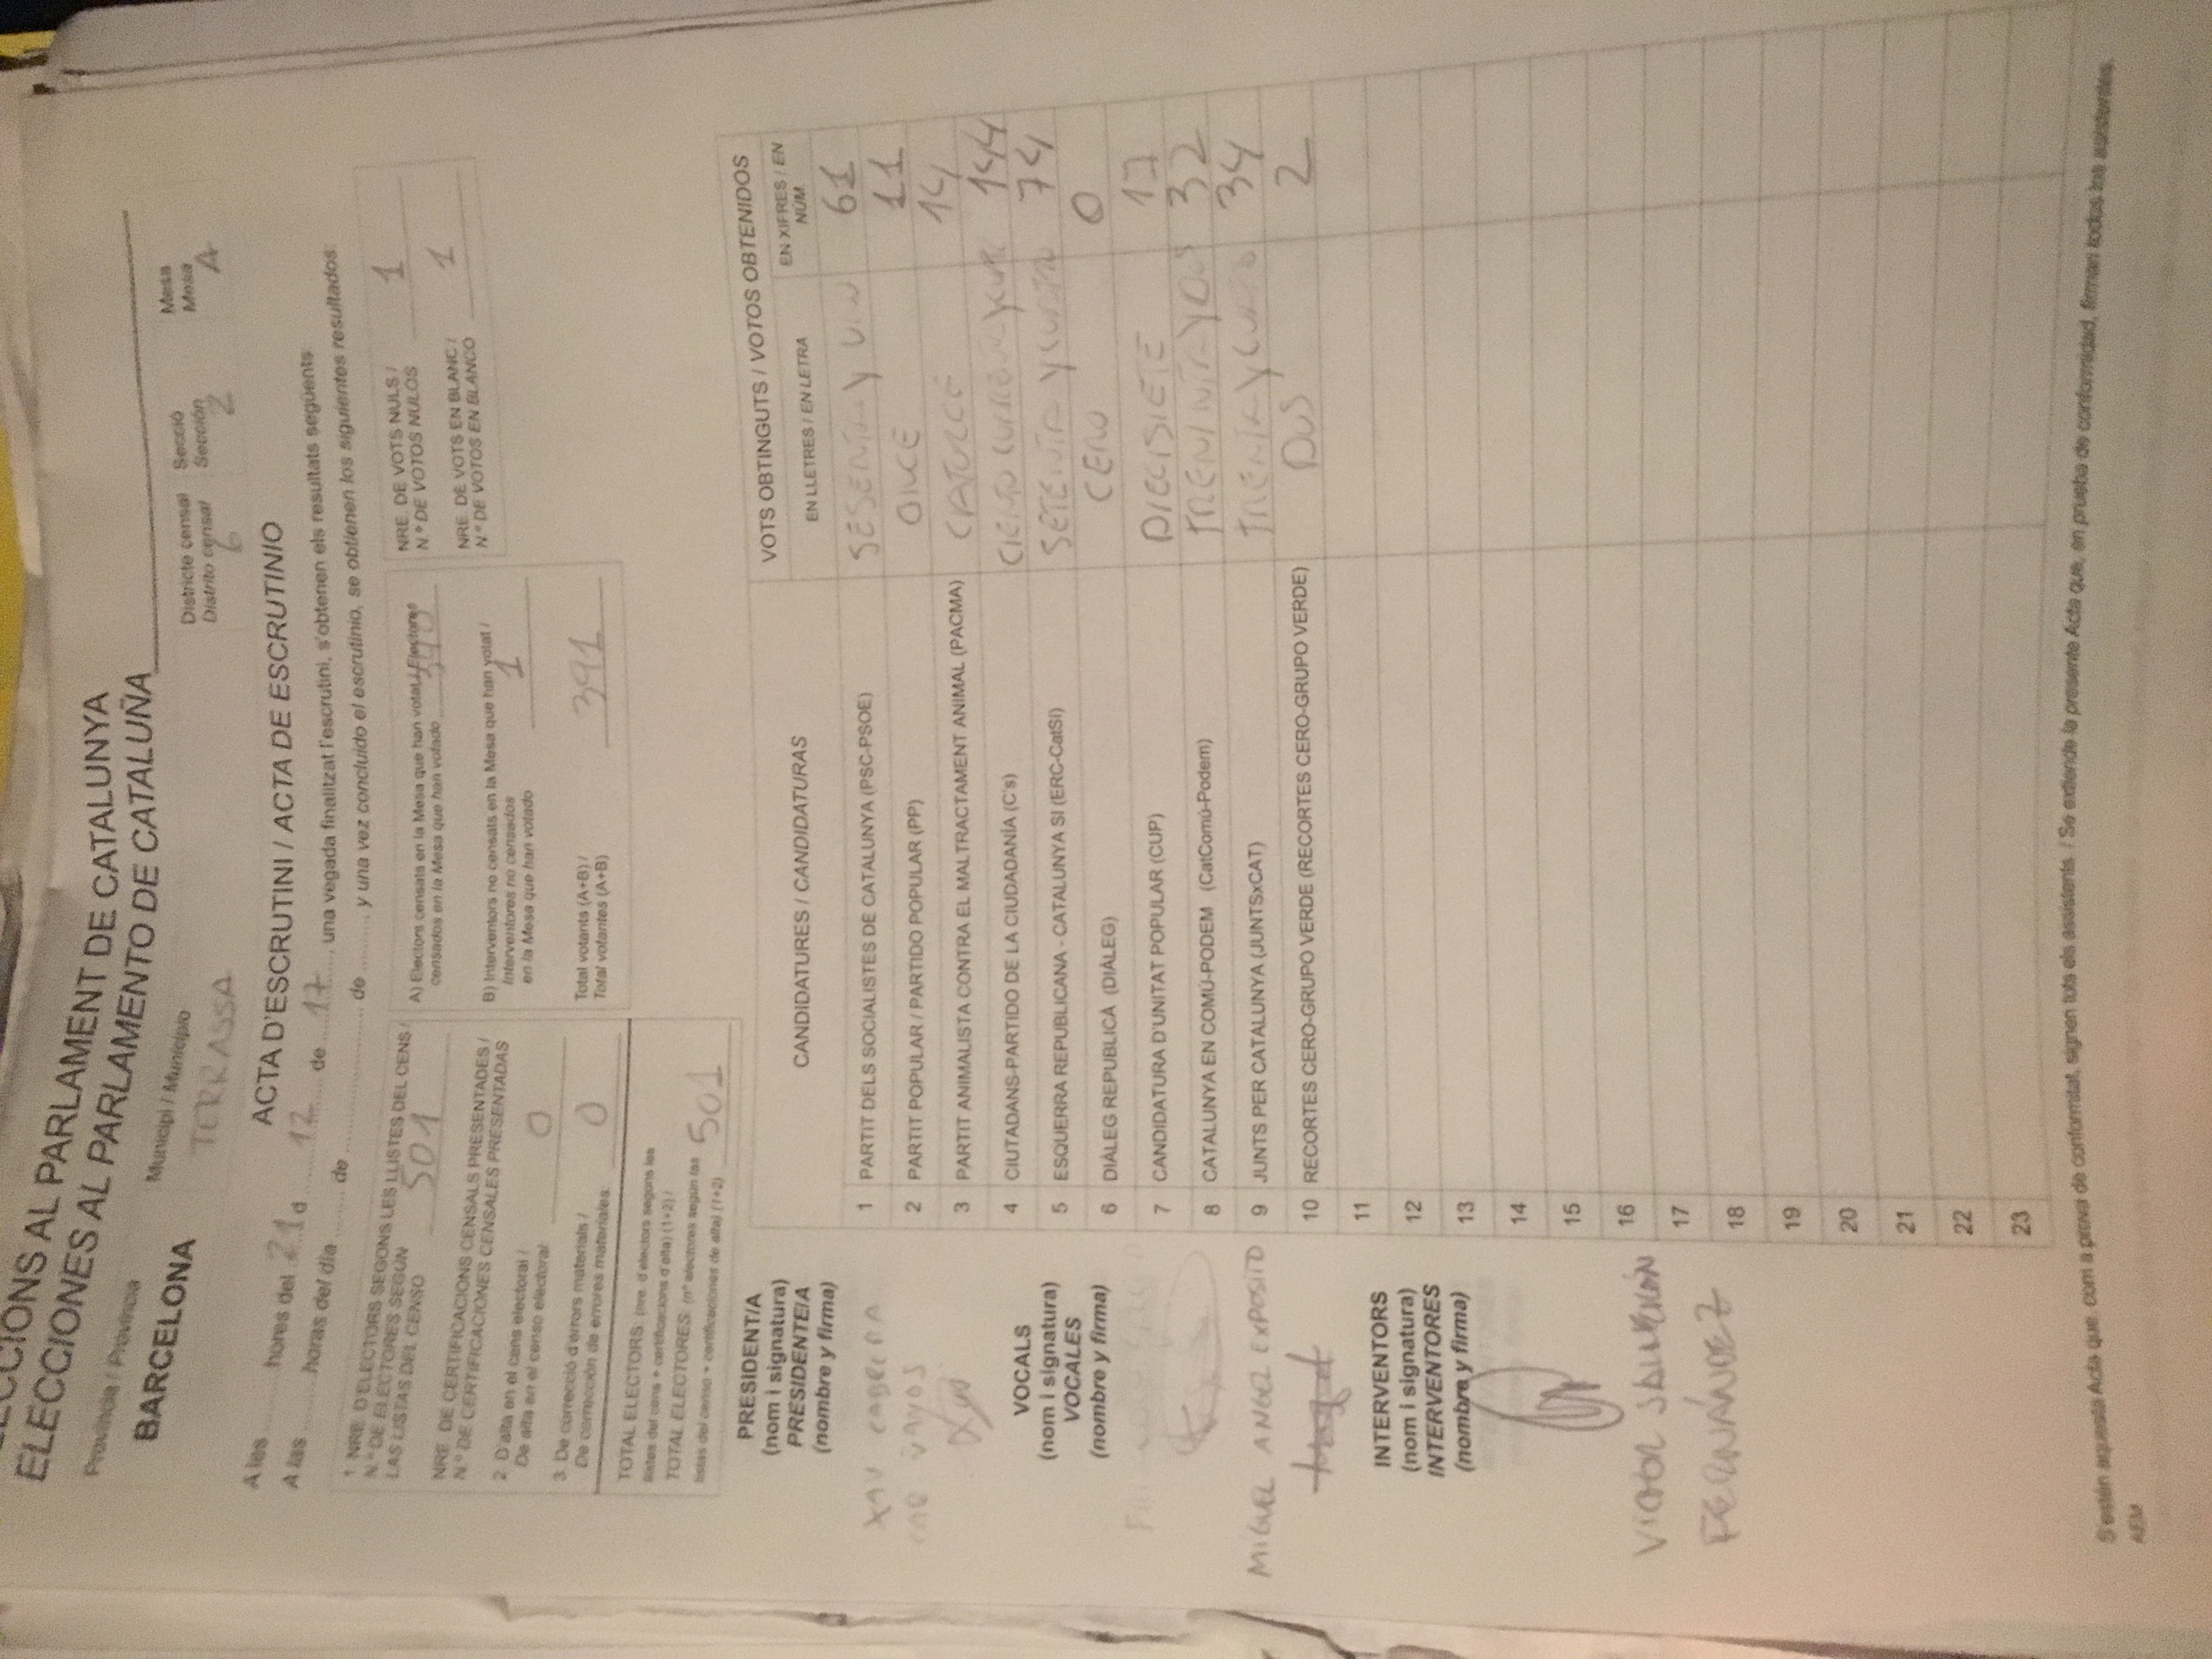 ELECCIONS AL PARLAMENT DE CATALUNYA
ELECCIONES AL PARLAMENTO DE CATALUÑA
Província / Provincia
BARCELONA
Municipi / Municipio
TERRASSA
Districte censal
Distrito censal
6
Secció
Sección
2
Mesa
Mesa
A
ACTA D'ESCRUTINI / ACTA DE ESCRUTINIO
A les ........ hores del 21 d ........ 12 ........ de ..... 17 ....., una vegada finalitzat l'escrutini, s'obtenen els resultats següents:
A las ........ horas del día ........ de ........ de ........ y una vez concluido el escrutinio, se obtienen los siguientes resultados:
1. NRE. D'ELECTORS SEGONS LES LLISTES DEL CENS /
N.º DE ELECTORES SEGÚN
LAS LISTAS DEL CENSO
501
NRE. DE CERTIFICACIONS CENSALS PRESENTADES /
N.º DE CERTIFICACIONES CENSALES PRESENTADAS
2. D'alta en el cens electoral /
De alta en el censo electoral
0
3. De correcció d'errors materials /
De corrección de errores materiales
0
TOTAL ELECTORS: (nre. d'electors segons les
llistes del cens + certificacions d'alta) (1+2) /
TOTAL ELECTORES: (nº electores según las
listas del censo + certificaciones de alta) (1+2)
501
A) Electors censats en la Mesa que han votat / Electores
censados en la Mesa que han votado
390
B) Interventors no censats en la Mesa que han votat /
Interventores no censados
en la Mesa que han votado
1
Total votants (A+B) /
Total votantes (A+B)
391
NRE. DE VOTS NULS /
N.º DE VOTOS NULOS
1
NRE. DE VOTS EN BLANC /
N.º DE VOTOS EN BLANCO
1
PRESIDENT/A
(nom i signatura)
PRESIDENTE/A
(nombre y firma)
VOCALS
(nom i signatura)
VOCALES
(nombre y firma)
MIGUEL ANGEL EXPOSITO
INTERVENTORS
(nom i signatura)
INTERVENTORES
(nombre y firma)
VICTOR
FERNÁNDEZ
CANDIDATURES / CANDIDATURAS
VOTS OBTINGUTS / VOTOS OBTENIDOS
EN LLETRES / EN LETRA
EN XIFRES / EN
NÚM
1 PARTIT DELS SOCIALISTES DE CATALUNYA (PSC-PSOE) SESENTA Y UN 61
2 PARTIT POPULAR / PARTIDO POPULAR (PP) ONCE 11
3 PARTIT ANIMALISTA CONTRA EL MALTRACTAMENT ANIMAL (PACMA) CATORCE 14
4 CIUTADANS-PARTIDO DE LA CIUDADANÍA (C's) CIENTO 144
5 ESQUERRA REPUBLICANA - CATALUNYA SI (ERC-CatSI) SETENTA Y CUATRO 74
6 DIÀLEG REPUBLICÀ (DIÀLEG) CERO 0
7 CANDIDATURA D'UNITAT POPULAR (CUP) DIECISIETE 17
8 CATALUNYA EN COMÚ-PODEM (CatComú-Podem) TREINTA Y DOS 32
9 JUNTS PER CATALUNYA (JUNTSxCAT) TREINTA Y CUATRO 34
10 RECORTES CERO-GRUPO VERDE (RECORTES CERO-GRUPO VERDE) DOS 2
11
12
13
14
15
16
17
18
19
20
21
22
23
S'estén aquesta Acta que, com a prova de conformitat, signen tots els assistents. / Se extiende la presente Acta que, en prueba de conformidad, firman todos los asistentes.